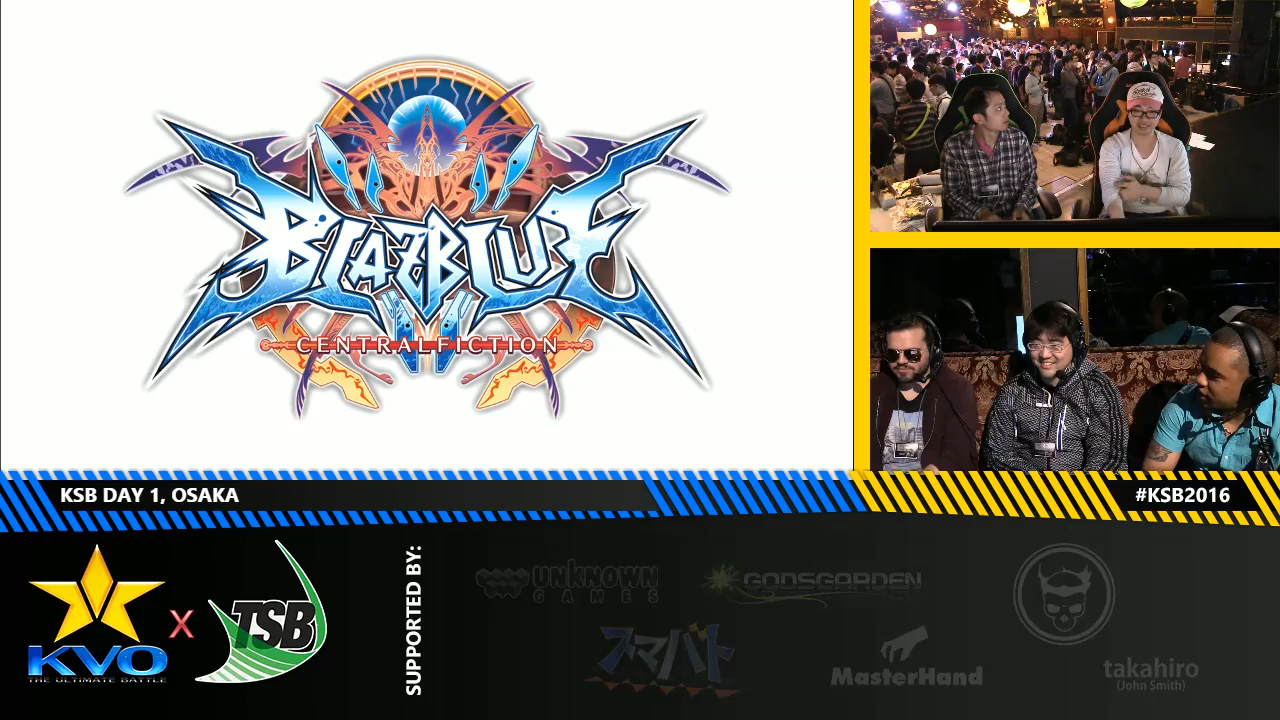 BLAZBLUE
CENTRALFICTION
KSB DAY 1, OSAKA
#KSB2016
KVO
THE ULTIMATE BATTLE
X
TSB
SUPPORTED BY:
UNKNOWN
GAMES
GODSGARDEN
スマバト
MasterHand
takahiro
(John Smith)